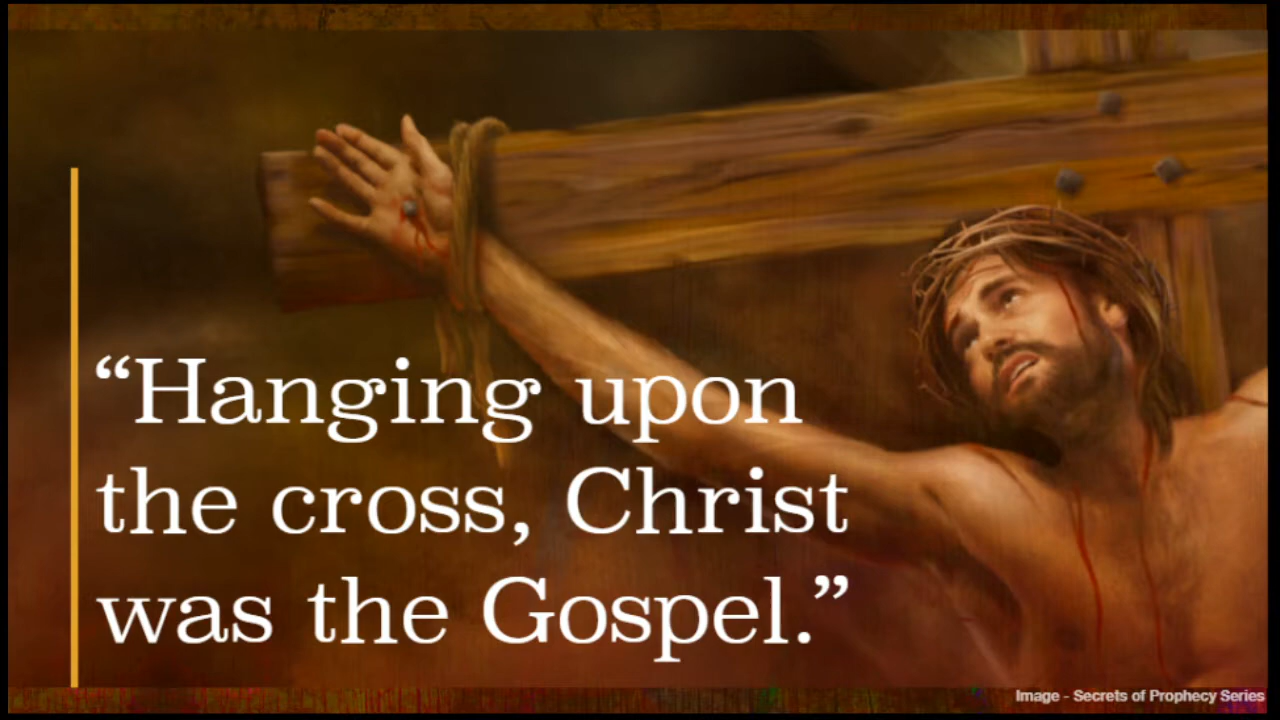 “Hanging upon
the cross, Christ
was the Gospel.”
Image - Secrets of Prophecy Series